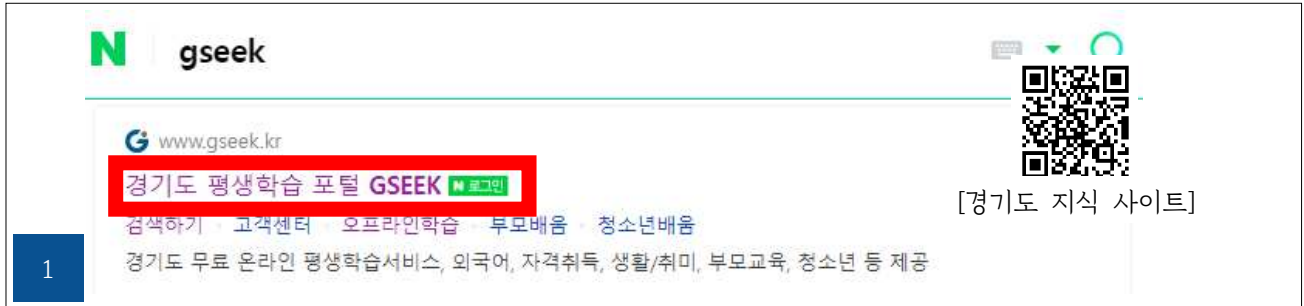 N gseek
www.gseek.kr
경기도 평생학습 포털 GSEEK N 로그인
검색하기 · 고객센터 · 오프라인학습 · 부모배움 · 청소년배움
경기도 무료 온라인 평생학습서비스, 외국어, 자격취득, 생활/취미, 부모교육, 청소년 등 제공
[경기도 지식 사이트]
1